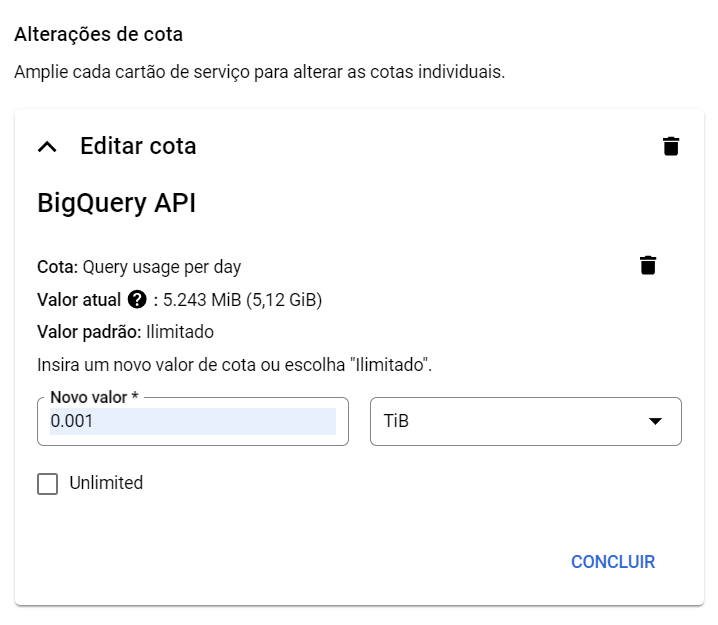 Alterações de cota
Amplie cada cartão de serviço para alterar as cotas individuais.
Editar cota
BigQuery API
Cota: Query usage per day
Valor atual ? : 5.243 MiB (5,12 GiB)
Valor padrão: Ilimitado
Insira um novo valor de cota ou escolha "Ilimitado".
Novo valor *
0.001
TiB
Unlimited
CONCLUIR